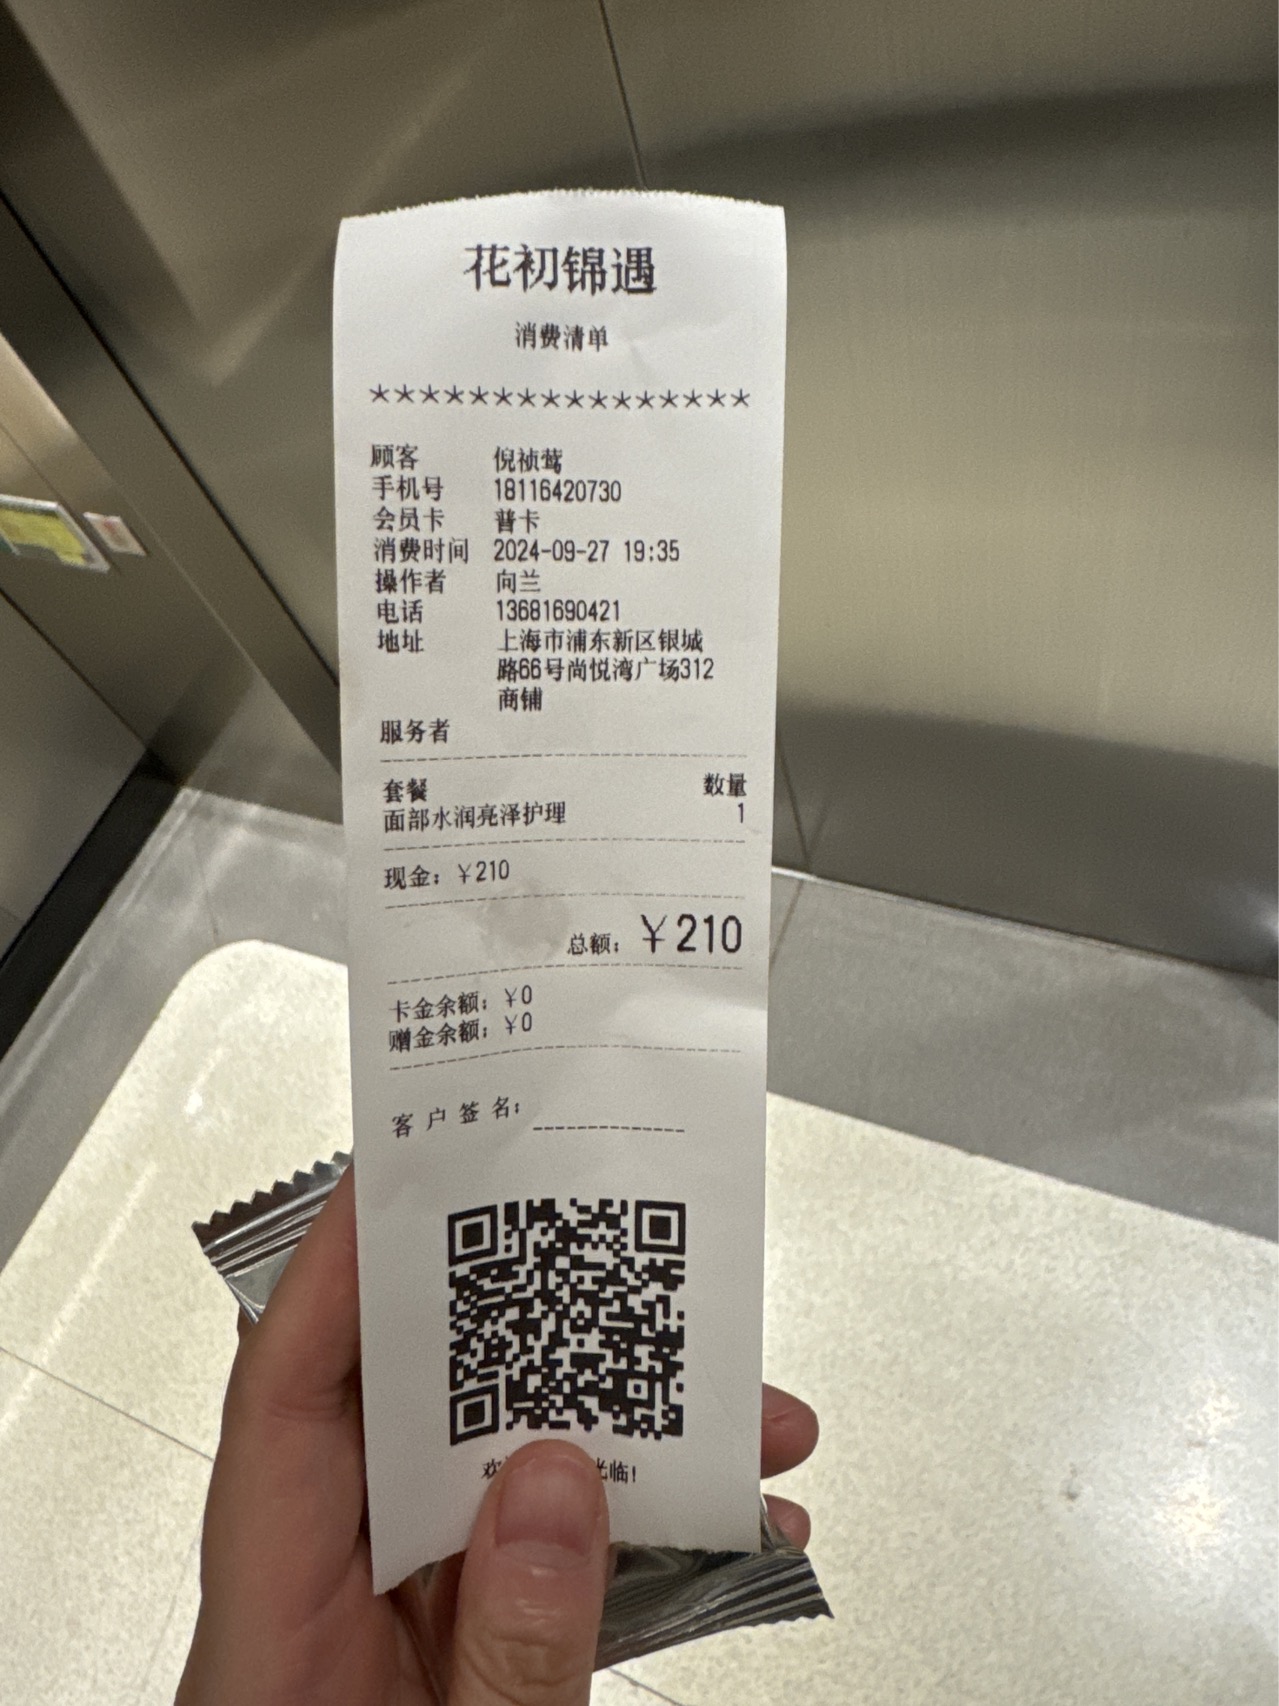 花初锦遇
消费清单
****************
顾客 倪祯莺
手机号 18116420730
会员卡 普卡
消费时间 2024-09-27 19:35
操作者 向兰
电话 13681690421
地址 上海市浦东新区银城
路66号尚悦湾广场312
商铺
服务者
套餐 数量
面部水润亮泽护理 1
现金：￥210
总额：￥210
卡金余额：￥0
赠金余额：￥0
客户签名：
欢 光临！